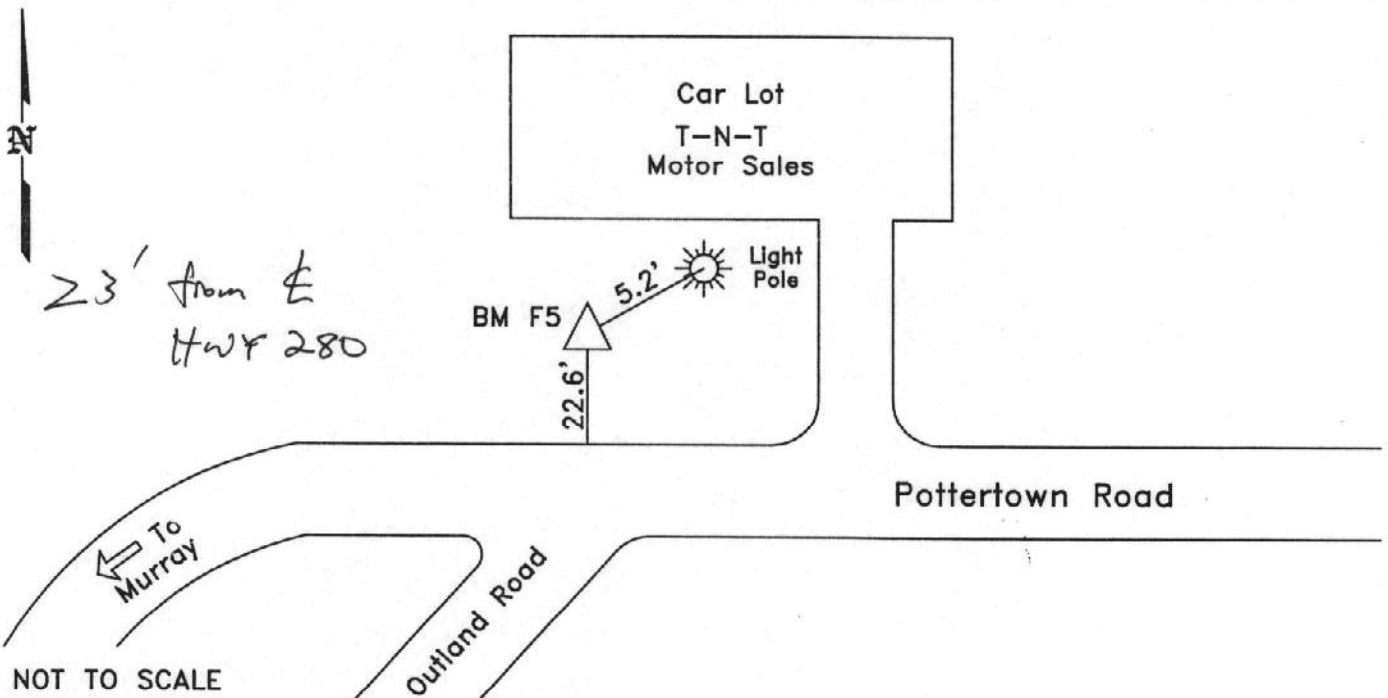 N
Car Lot
T-N-T
Motor Sales
23' from ℄
HWY 280
Light
Pole
5.2'
BM F5
22.6'
Pottertown Road
To
Murray
Outland Road
NOT TO SCALE